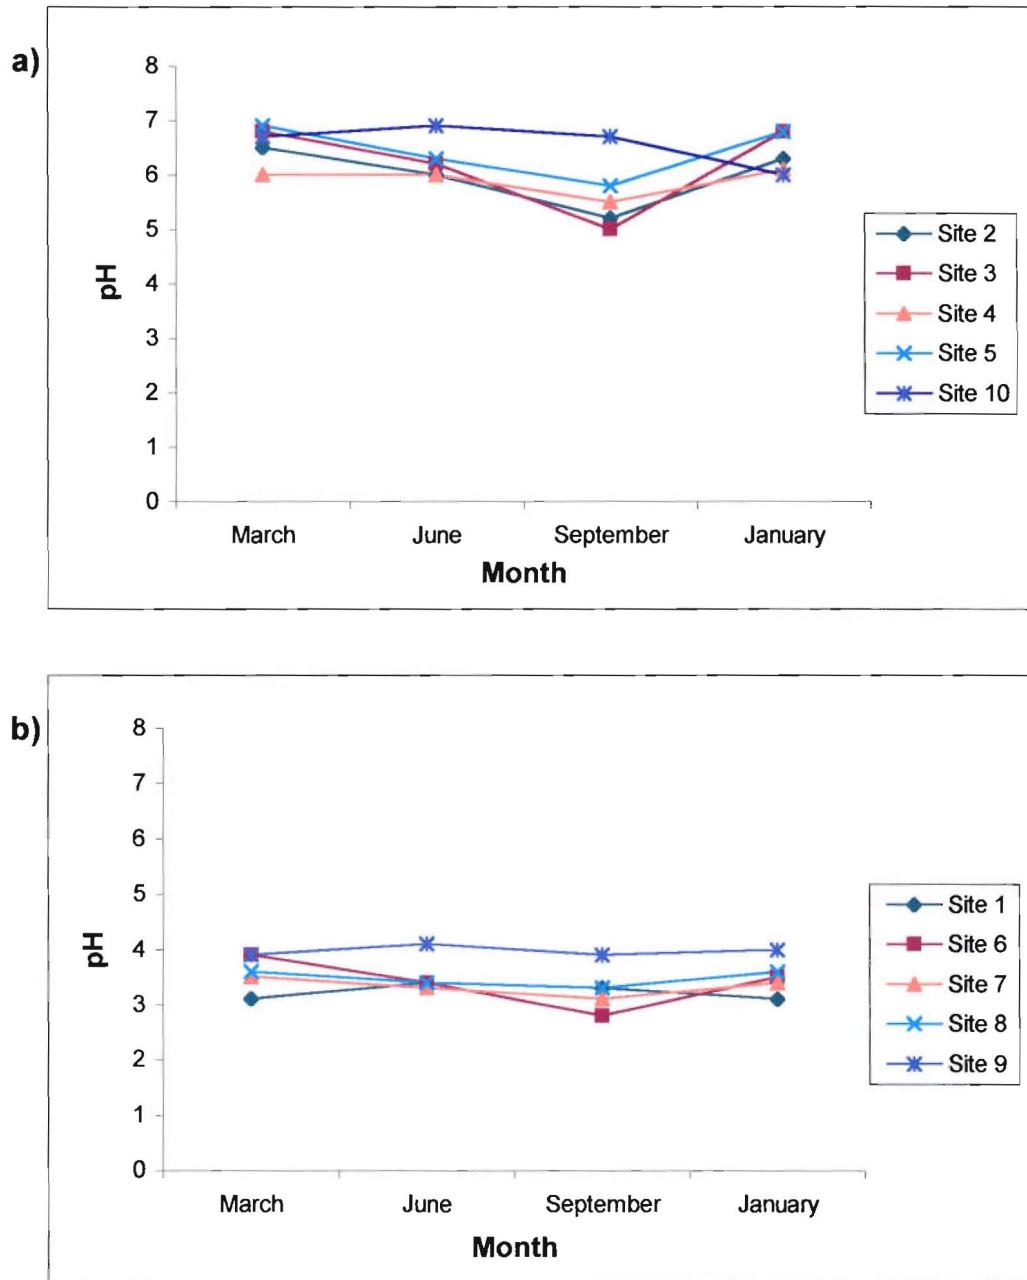 a)
8
7
6
5
4
3
2
1
0
pH
March June September January
Month
Site 2
Site 3
Site 4
Site 5
Site 10
b)
8
7
6
5
4
3
2
1
0
pH
March June September January
Month
Site 1
Site 6
Site 7
Site 8
Site 9